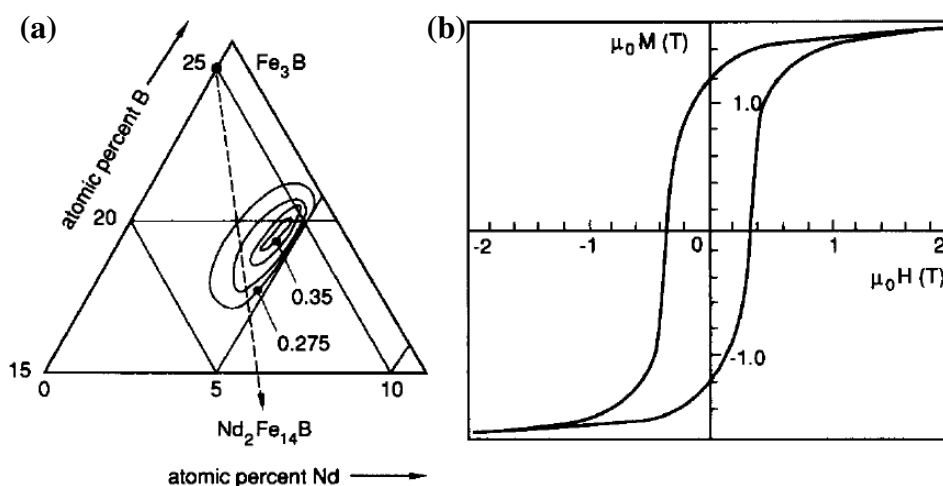 (a)
atomic percent B
25
Fe₃B
20
15
0.35
0.275
0
5
10
Nd₂Fe₁₄B
atomic percent Nd
(b)
μ₀M (T)
1.0
-2
-1
0
1
2
μ₀H (T)
-1.0